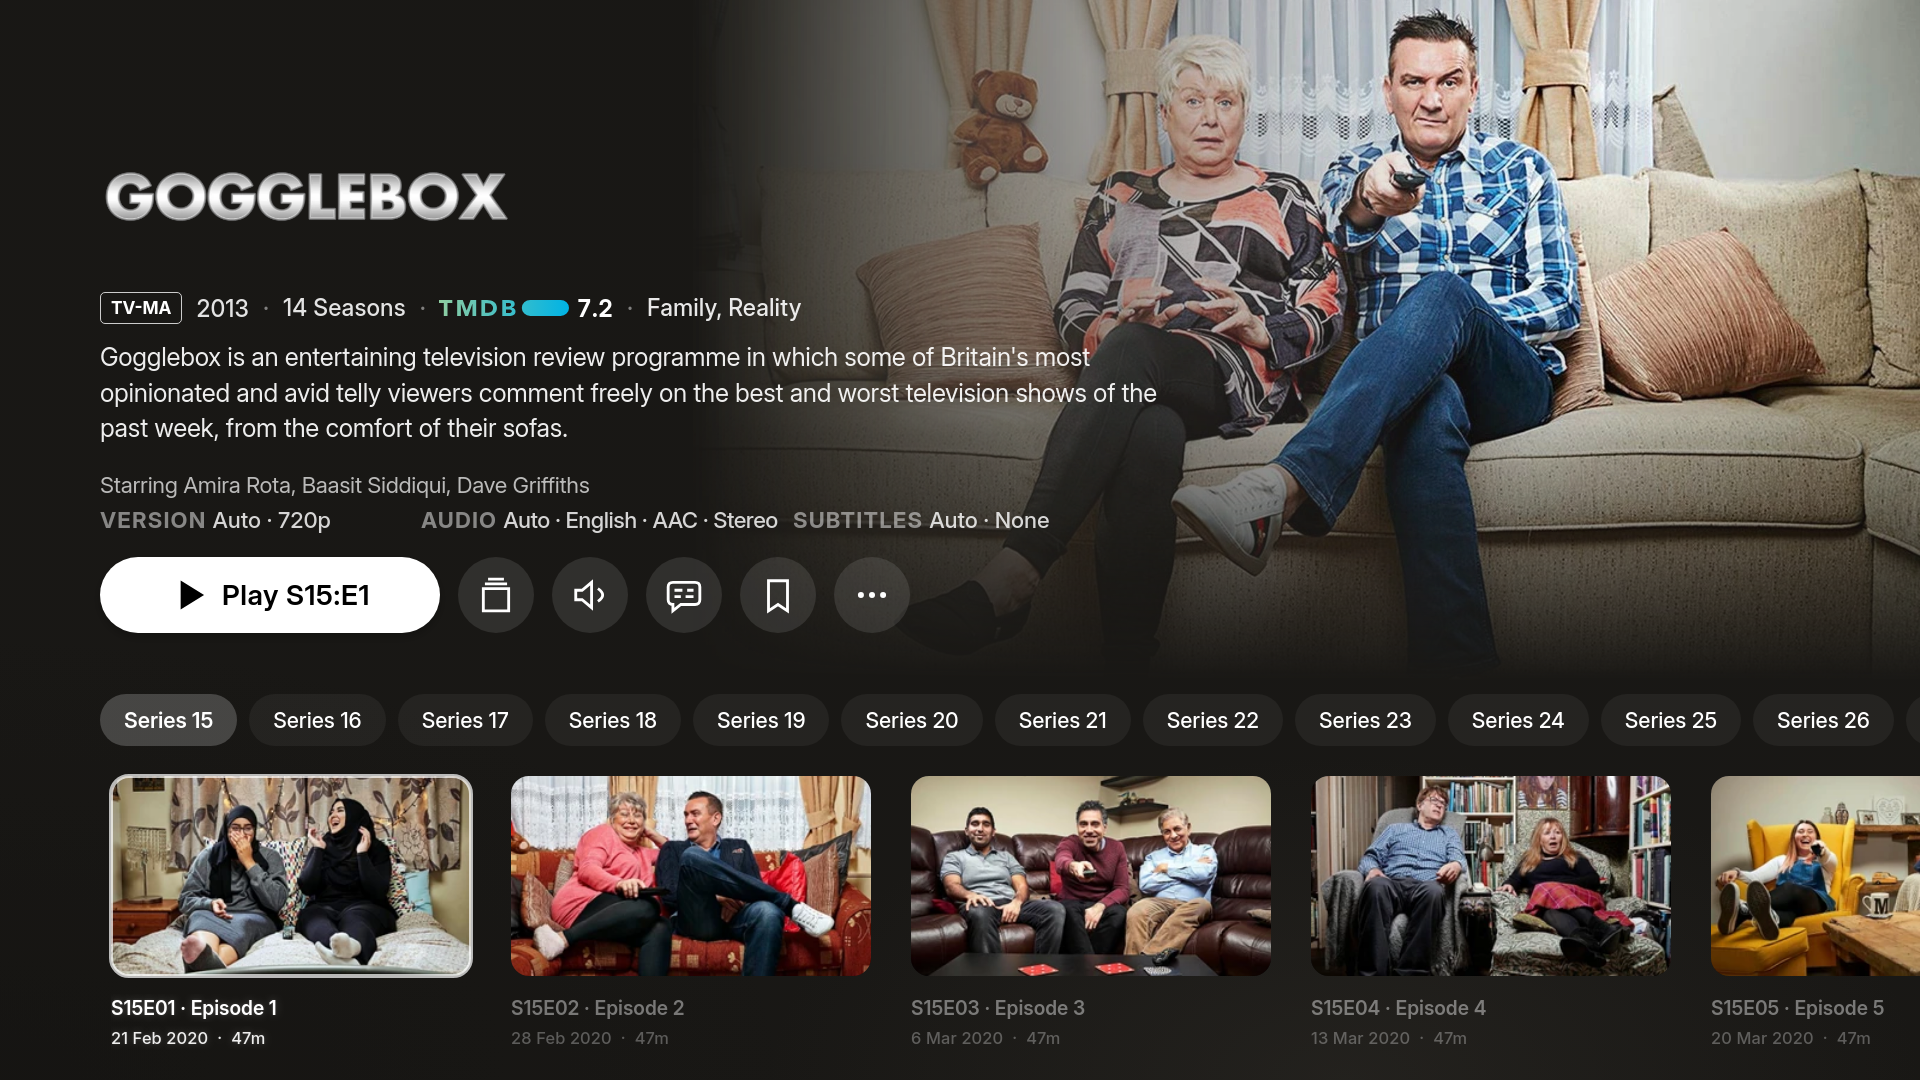 GOGGLEBOX
TV-MA 2013 · 14 Seasons · TMDB 7.2 · Family, Reality
Gogglebox is an entertaining television review programme in which some of Britain's most
opinionated and avid telly viewers comment freely on the best and worst television shows of the
past week, from the comfort of their sofas.
Starring Amira Rota, Baasit Siddiqui, Dave Griffiths
VERSION Auto · 720p AUDIO Auto · English · AAC · Stereo SUBTITLES Auto · None
Play S15:E1
Series 15 Series 16 Series 17 Series 18 Series 19 Series 20 Series 21 Series 22 Series 23 Series 24 Series 25 Series 26
M
S15E01 · Episode 1 S15E02 · Episode 2 S15E03 · Episode 3 S15E04 · Episode 4 S15E05 · Episode 5
21 Feb 2020 · 47m 28 Feb 2020 · 47m 6 Mar 2020 · 47m 13 Mar 2020 · 47m 20 Mar 2020 · 47m